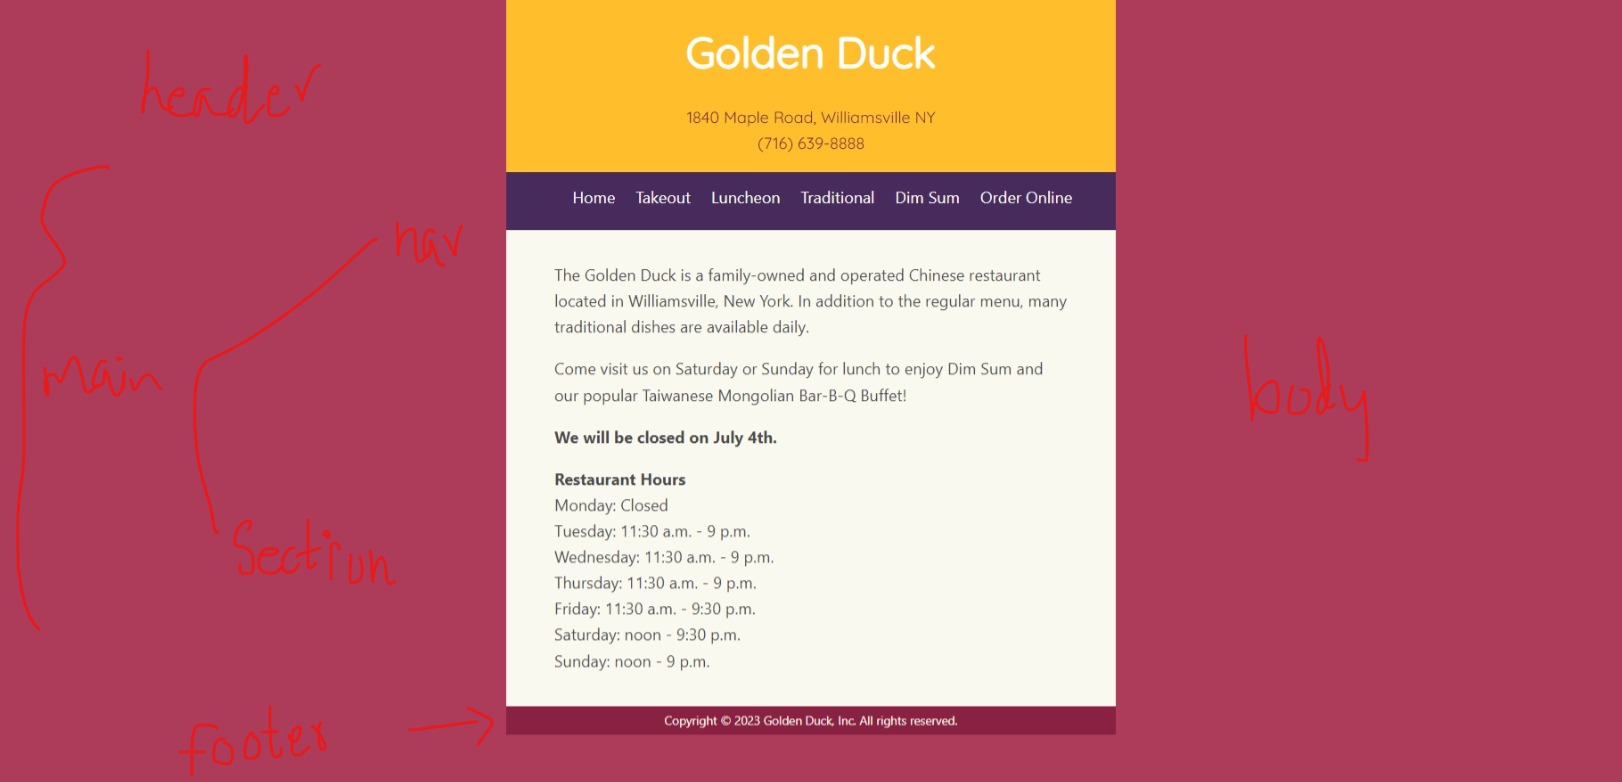 header
Golden Duck
1840 Maple Road, Williamsville NY
(716) 639-8888
Home Takeout Luncheon Traditional Dim Sum Order Online
nav
main
section
body
The Golden Duck is a family-owned and operated Chinese restaurant
located in Williamsville, New York. In addition to the regular menu, many
traditional dishes are available daily.
Come visit us on Saturday or Sunday for lunch to enjoy Dim Sum and
our popular Taiwanese Mongolian Bar-B-Q Buffet!
We will be closed on July 4th.
Restaurant Hours
Monday: Closed
Tuesday: 11:30 a.m. - 9 p.m.
Wednesday: 11:30 a.m. - 9 p.m.
Thursday: 11:30 a.m. - 9 p.m.
Friday: 11:30 a.m. - 9:30 p.m.
Saturday: noon - 9:30 p.m.
Sunday: noon - 9 p.m.
footer
Copyright © 2023 Golden Duck, Inc. All rights reserved.